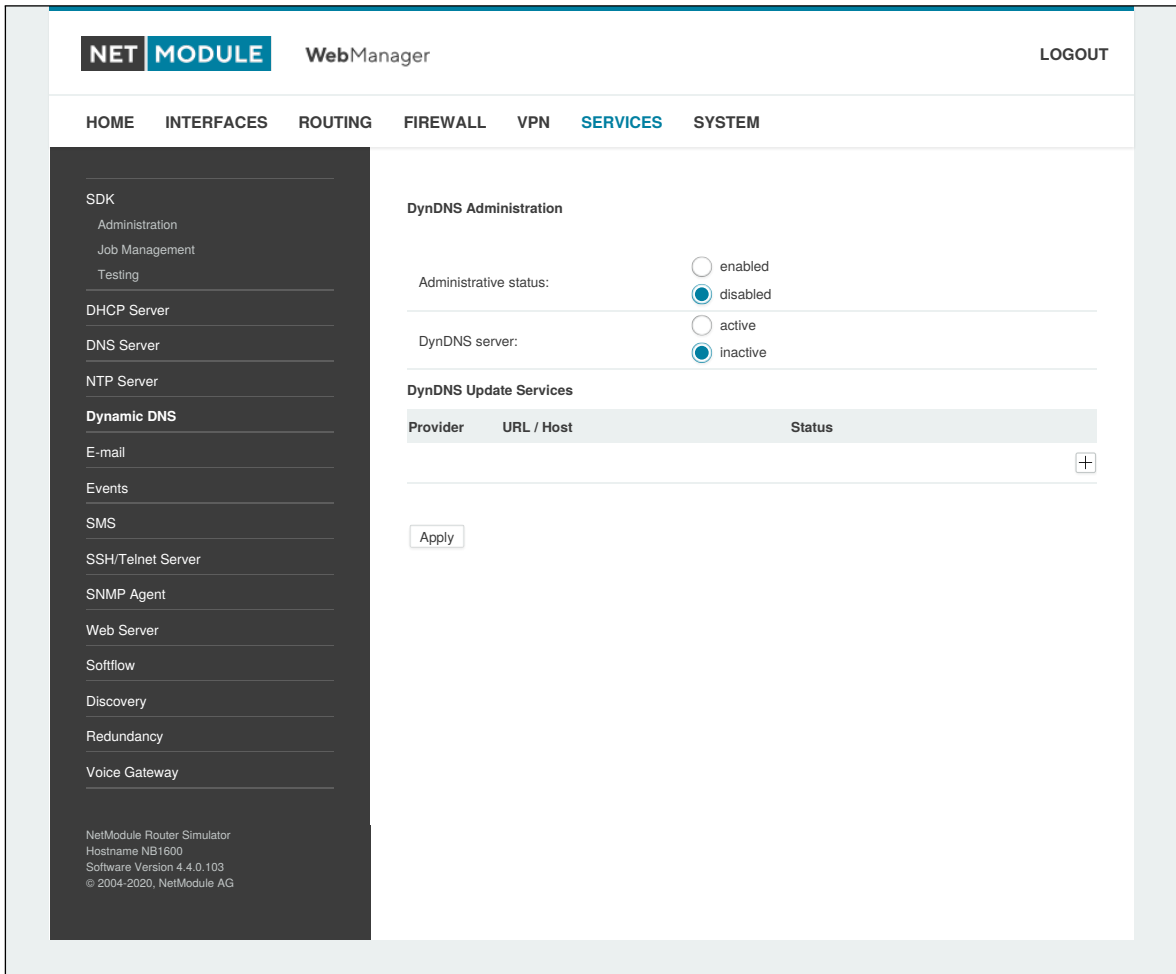 NET MODULE WebManager LOGOUT
HOME INTERFACES ROUTING FIREWALL VPN SERVICES SYSTEM
SDK
Administration
Job Management
Testing
DHCP Server
DNS Server
NTP Server
Dynamic DNS
E-mail
Events
SMS
SSH/Telnet Server
SNMP Agent
Web Server
Softflow
Discovery
Redundancy
Voice Gateway
NetModule Router Simulator
Hostname NB1600
Software Version 4.4.0.103
© 2004-2020, NetModule AG
DynDNS Administration
Administrative status:
enabled
disabled
DynDNS server:
active
inactive
DynDNS Update Services
Provider URL / Host Status
Apply